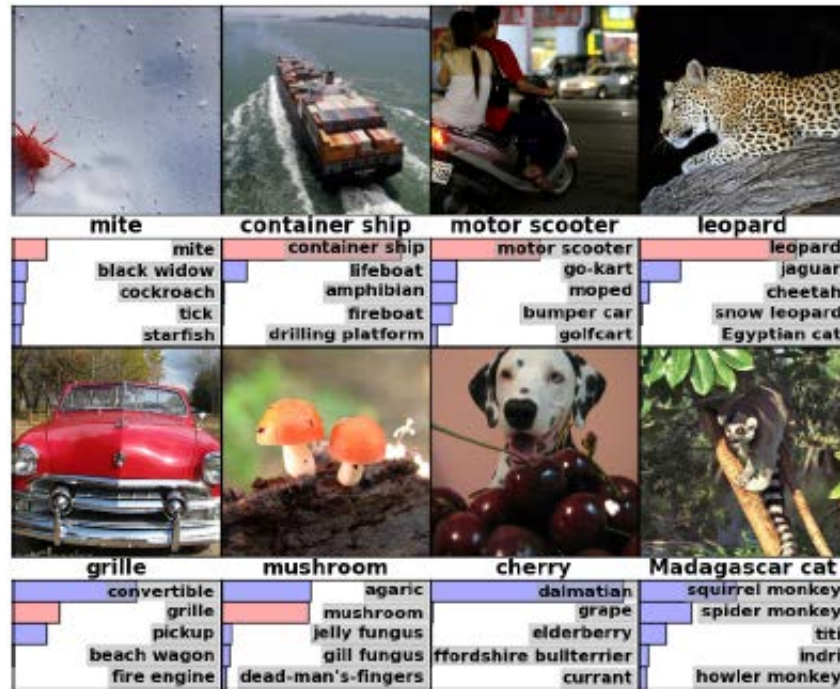 mite
container ship
motor scooter
leopard
mite
black widow
cockroach
tick
starfish
container ship
lifeboat
amphibian
fireboat
drilling platform
motor scooter
go-kart
moped
bumper car
golfcart
leopard
jaguar
cheetah
snow leopard
Egyptian cat
grille
mushroom
cherry
Madagascar cat
convertible
grille
pickup
beach wagon
fire engine
agaric
mushroom
jelly fungus
gill fungus
dead-man's-fingers
dalmatian
grape
elderberry
ffordshire bullterrier
currant
squirrel monkey
spider monkey
titi
indri
howler monkey